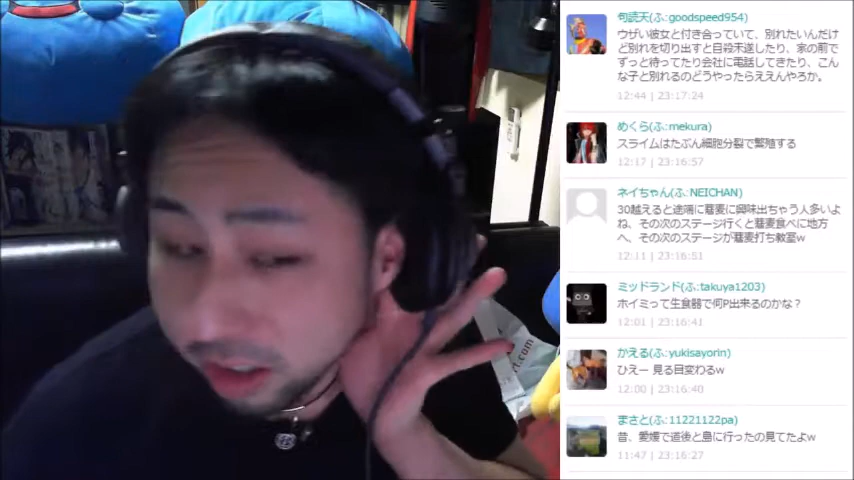 句読天(ふ:goodspeed954)
ウザい彼女と付き合っていて、別れたいんだけ
ど別れを切り出すと自殺未遂したり、家の前で
ずっと待ってたり会社に電話してきたり、こん
な子と別れるのどうやったらええんやろか。
12:44 | 23:17:24
めくら(ふ:mekura)
スライムはたぶん細胞分裂で繁殖する
12:17 | 23:16:57
ネイちゃん(ふ:NEICHAN)
30越えると途端に蕎麦に興味出ちゃう人多いよ
ね、その次のステージ行くと蕎麦食べに地方
へ、その次のステージが蕎麦打ち教室w
12:11 | 23:16:51
ミッドランド(ふ:takuya1203)
ホイミって生食器で何P出来るのかな？
12:01 | 23:16:41
かえる(ふ:yukisayorin)
ひえー 見る目変わるw
12:00 | 23:16:40
まさと(ふ:11221122pa)
昔、愛媛で道後と島に行ったの見てたよw
11:47 | 23:16:27